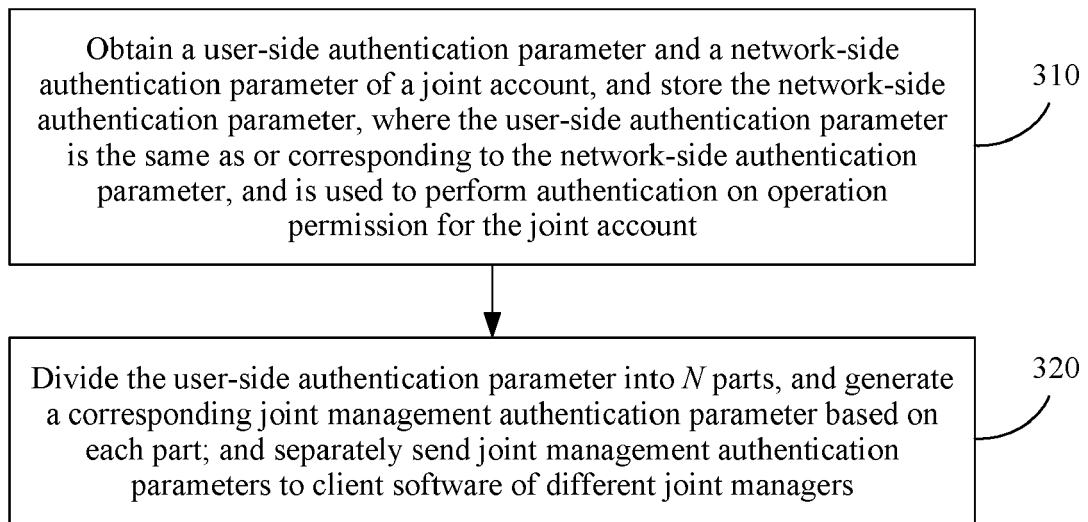 Obtain a user-side authentication parameter and a network-side
authentication parameter of a joint account, and store the network-side
authentication parameter, where the user-side authentication parameter
is the same as or corresponding to the network-side authentication
parameter, and is used to perform authentication on operation
permission for the joint account
310
Divide the user-side authentication parameter into N parts, and generate
a corresponding joint management authentication parameter based on
each part; and separately send joint management authentication
parameters to client software of different joint managers
320